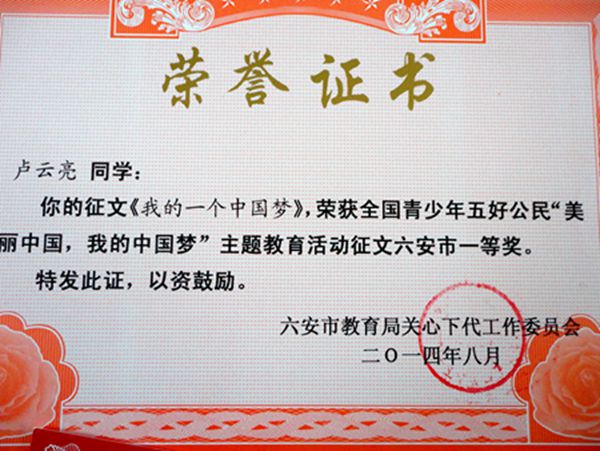 荣誉证书
卢云亮 同学:
你的征文《我的一个中国梦》,荣获全国青少年五好公民“美
丽中国,我的中国梦”主题教育活动征文六安市一等奖。
特发此证,以资鼓励。
六安市教育局关心下代工作委员会
二〇一四年八月